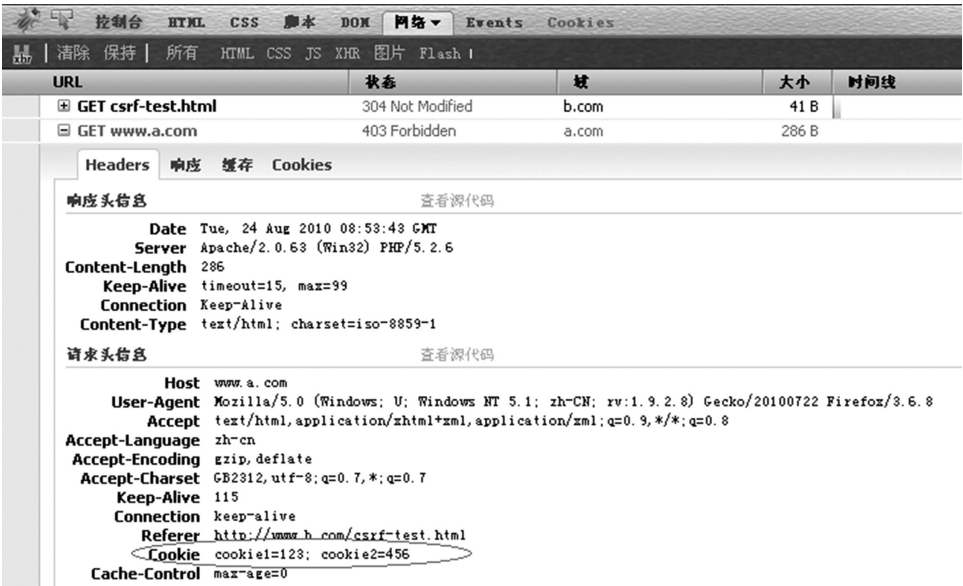 控制台 HTML CSS 脚本 DOM 网络 Events Cookies
清除 保持 所有 HTML CSS JS XHR 图片 Flash
URL 状态 域 大小 时间线
GET csrf-test.html 304 Not Modified b.com 41 B
GET www.a.com 403 Forbidden a.com 286 B
Headers 响应 缓存 Cookies
响应头信息 查看源代码
Date Tue, 24 Aug 2010 08:53:43 GMT
Server Apache/2.0.63 (Win32) PHP/5.2.6
Content-Length 286
Keep-Alive timeout=15, max=99
Connection Keep-Alive
Content-Type text/html; charset=iso-8859-1
请求头信息 查看源代码
Host www.a.com
User-Agent Mozilla/5.0 (Windows; U; Windows NT 5.1; zh-CN; rv:1.9.2.8) Gecko/20100722 Firefox/3.6.8
Accept text/html,application/xhtml+xml,application/xml;q=0.9,*/*;q=0.8
Accept-Language zh-cn
Accept-Encoding gzip,deflate
Accept-Charset GB2312,utf-8;q=0.7,*;q=0.7
Keep-Alive 115
Connection keep-alive
Referer http://www.b.com/csrf-test.html
Cookie cookie1=123; cookie2=456
Cache-Control max-age=0